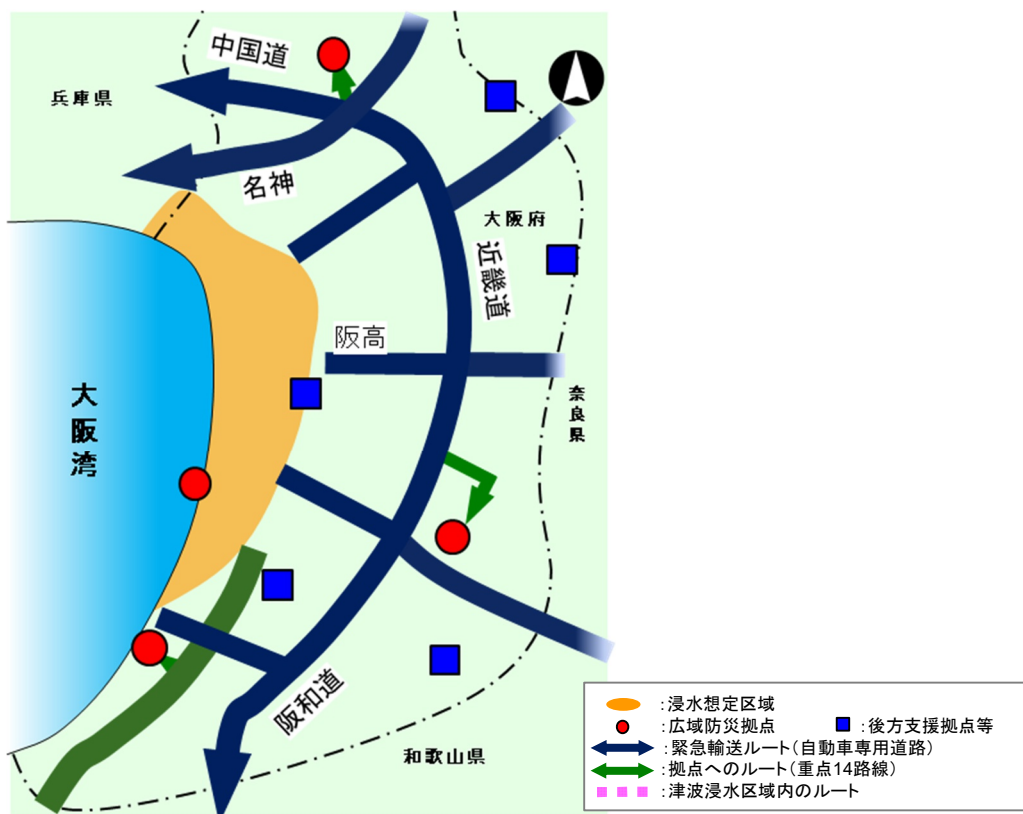 中国道
兵庫県
名神
大阪府
近畿道
阪高
大阪湾
奈良県
阪和道
和歌山県
:浸水想定区域
:広域防災拠点
:後方支援拠点等
:緊急輸送ルート(自動車専用道路)
:拠点へのルート(重点14路線)
:津波浸水区域内のルート